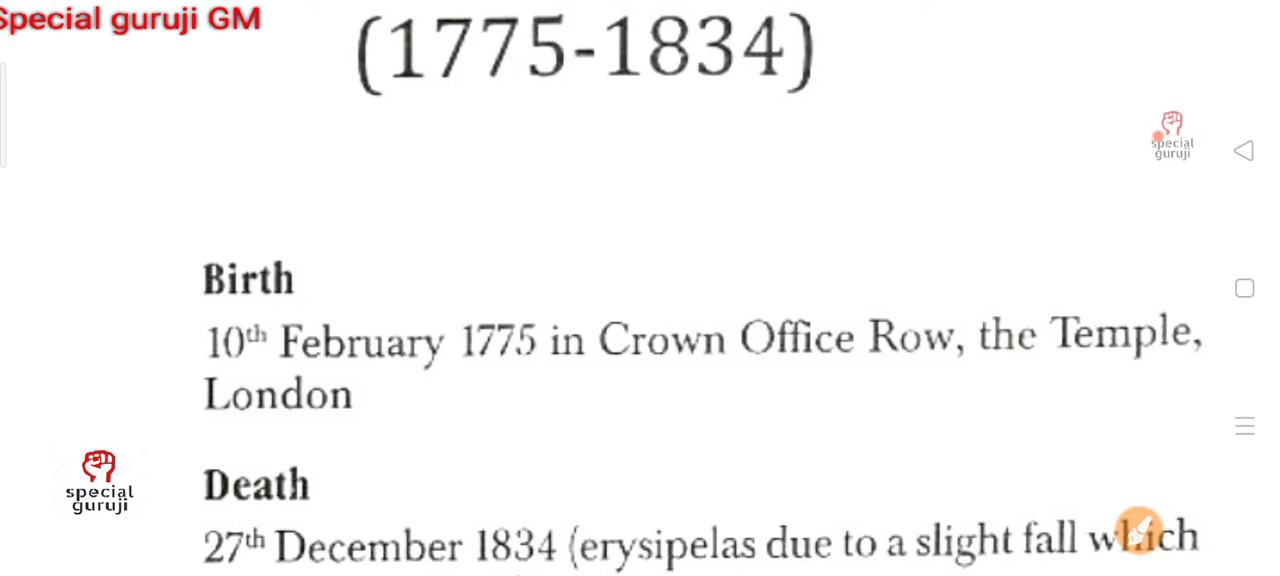 Special guruji GM
(1775-1834)
special
guruji
Birth
10th February 1775 in Crown Office Row, the Temple,
London
Death
special
guruji
27th December 1834 (erysipelas due to a slight fall which